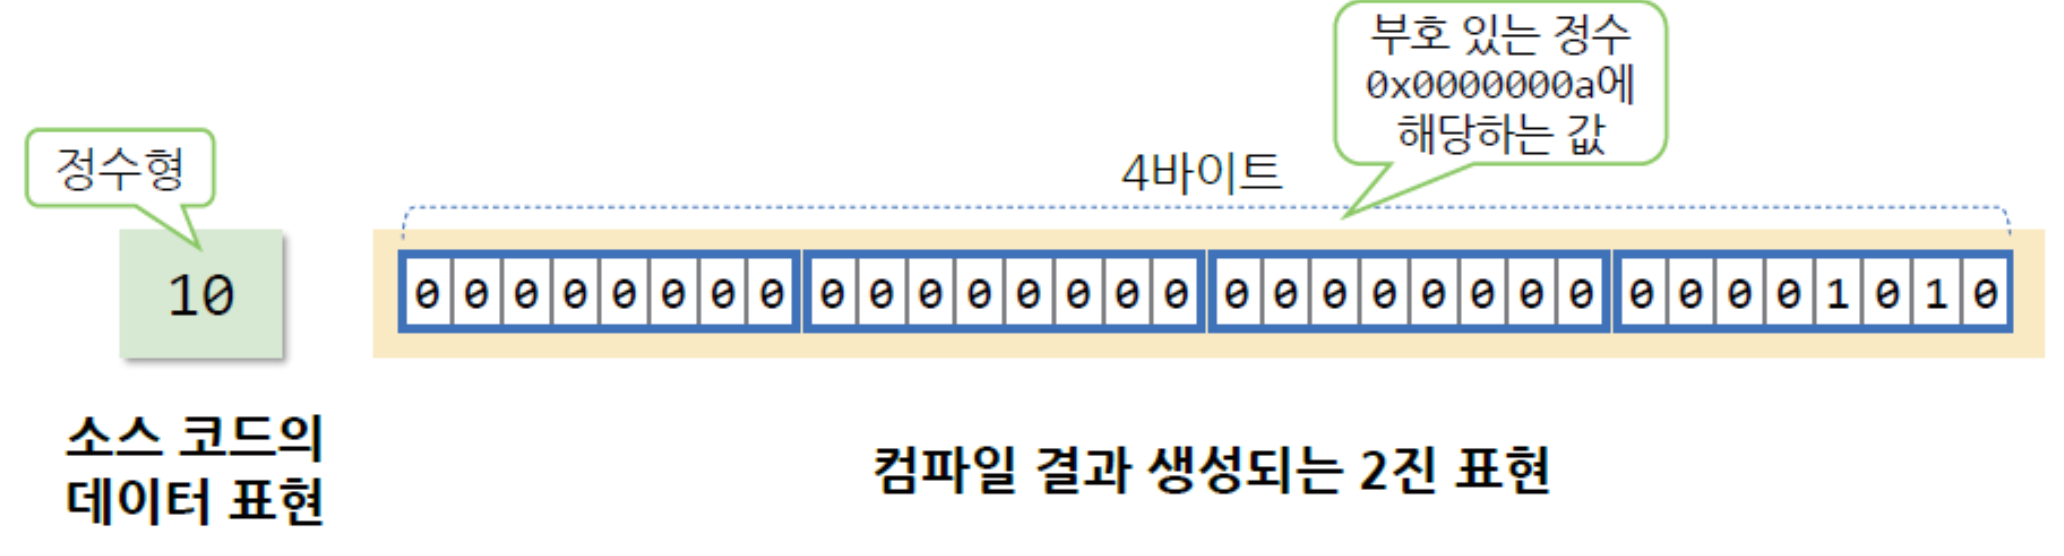 부호 있는 정수
0x0000000a에
해당하는 값
정수형
4바이트
10
0 0 0 0 0 0 0 0 0 0 0 0 0 0 0 0 0 0 0 0 0 0 0 0 0 0 0 0 1 0 1 0
소스 코드의
데이터 표현
컴파일 결과 생성되는 2진 표현